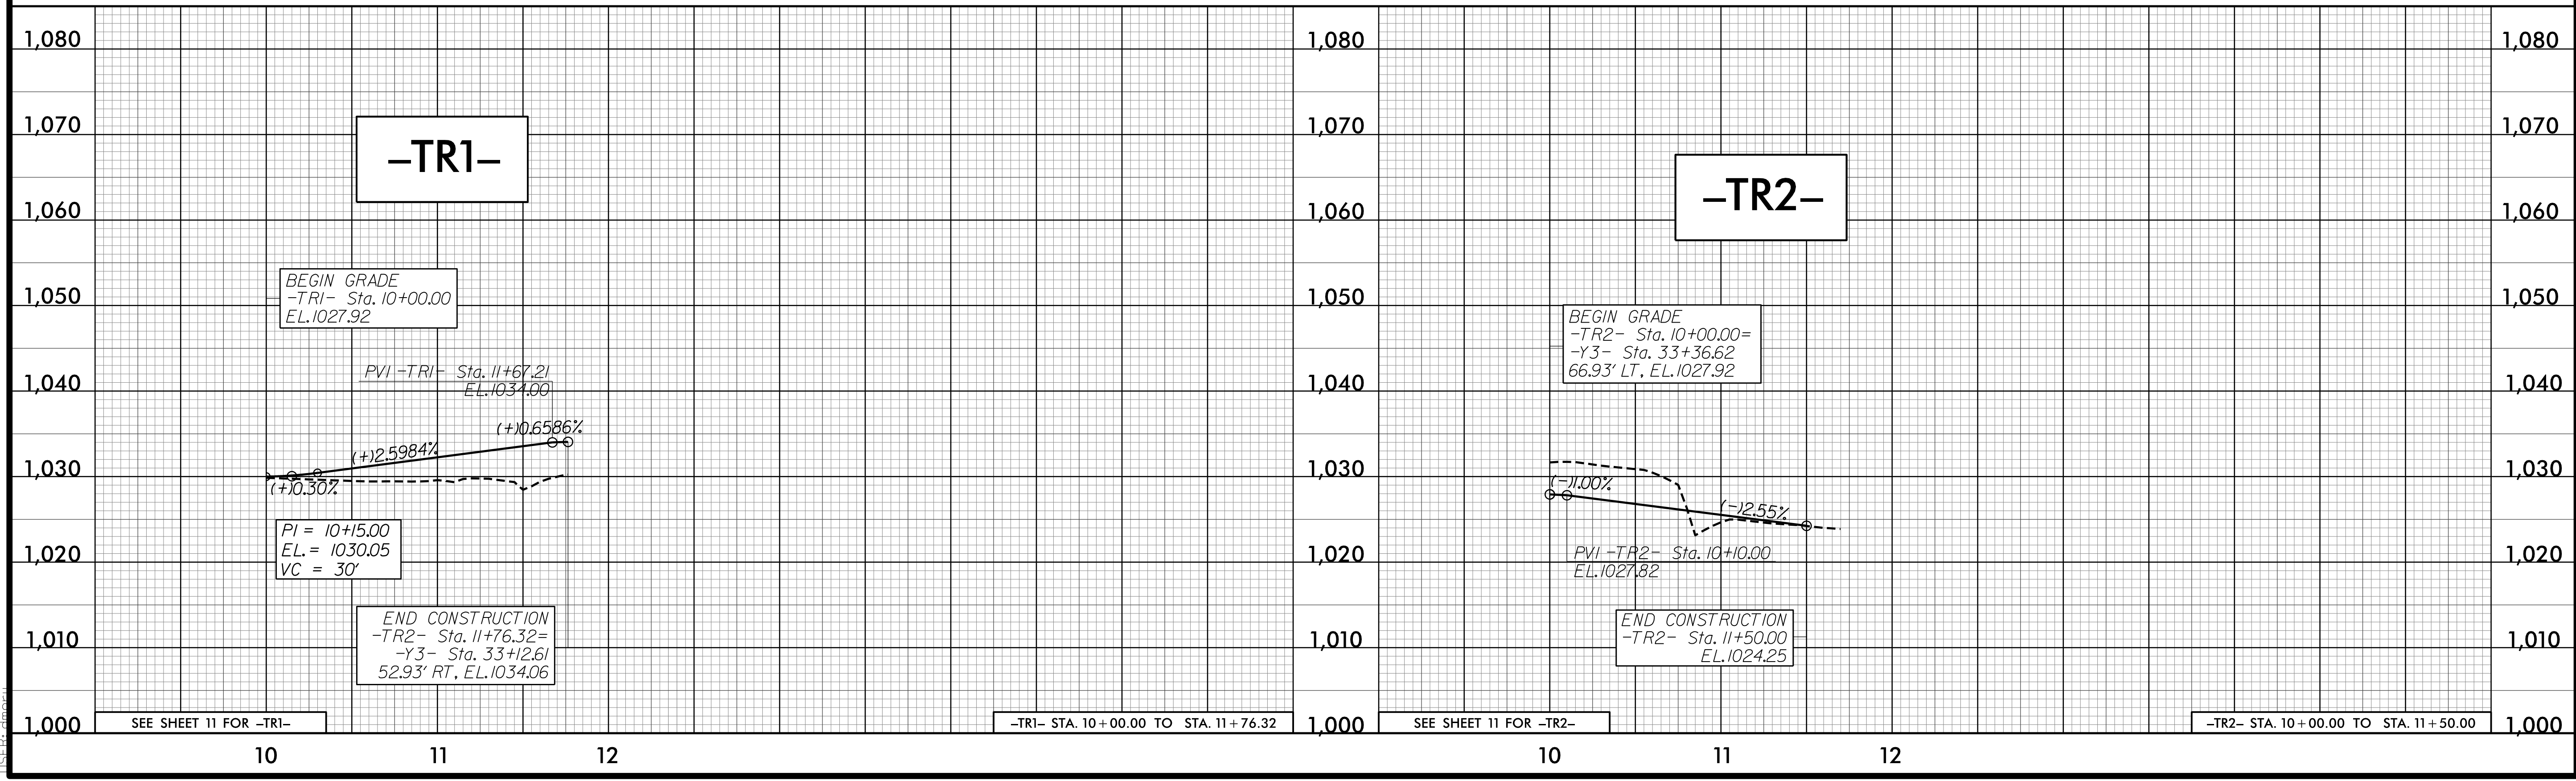 1,080
1,070
1,060
1,050
1,040
1,030
1,020
1,010
1,000
–TR1–
BEGIN GRADE
-TR1- Sta. 10+00.00
EL.1027.92
PVI -TR1- Sta. 11+67.21
EL.1034.00
(+)0.6586%
(+)2.5984%
(+)0.30%
PI = 10+15.00
EL. = 1030.05
VC = 30'
END CONSTRUCTION
-TR2- Sta. 11+76.32=
-Y3- Sta. 33+12.61
52.93' RT, EL.1034.06
SEE SHEET 11 FOR –TR1–
–TR1– STA. 10+00.00 TO STA. 11+76.32
10 11 12
1,080
1,070
1,060
1,050
1,040
1,030
1,020
1,010
1,000
–TR2–
BEGIN GRADE
-TR2- Sta. 10+00.00=
-Y3- Sta. 33+36.62
66.93' LT, EL.1027.92
(-)1.00%
(-)2.55%
PVI -TR2- Sta. 10+10.00
EL.1027.82
END CONSTRUCTION
-TR2- Sta. 11+50.00
EL.1024.25
SEE SHEET 11 FOR –TR2–
–TR2– STA. 10+00.00 TO STA. 11+50.00
10 11 12
1,080
1,070
1,060
1,050
1,040
1,030
1,020
1,010
1,000